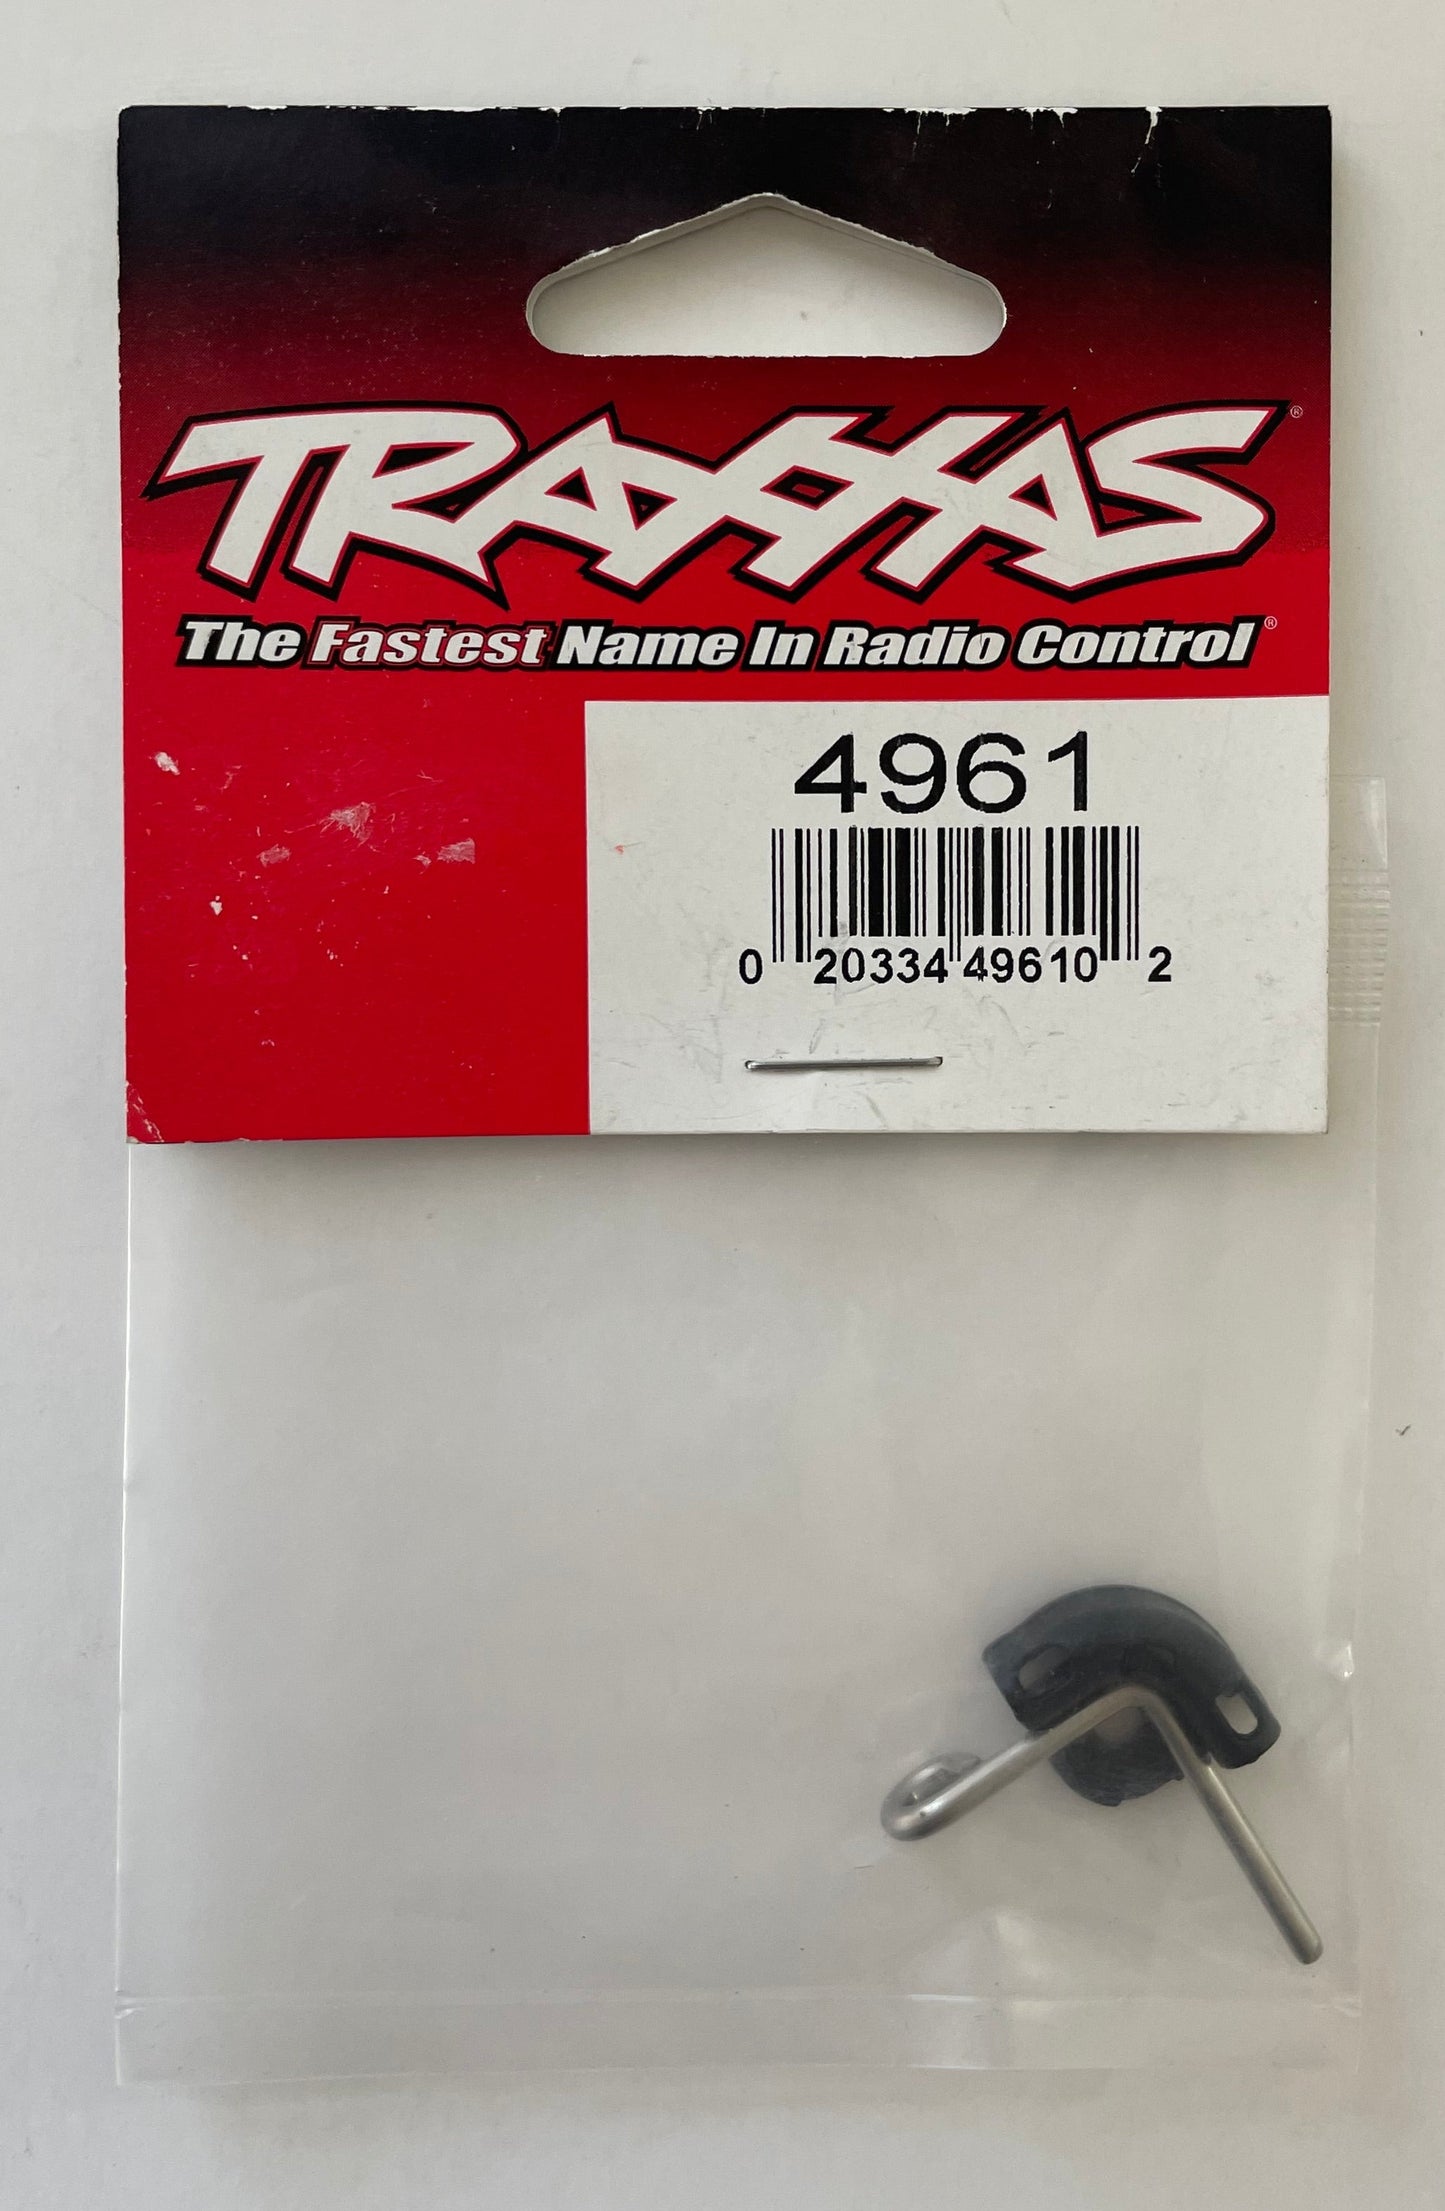 TRAXXAS®
The Fastest Name In Radio Control®
4961
0 20334 49610 2